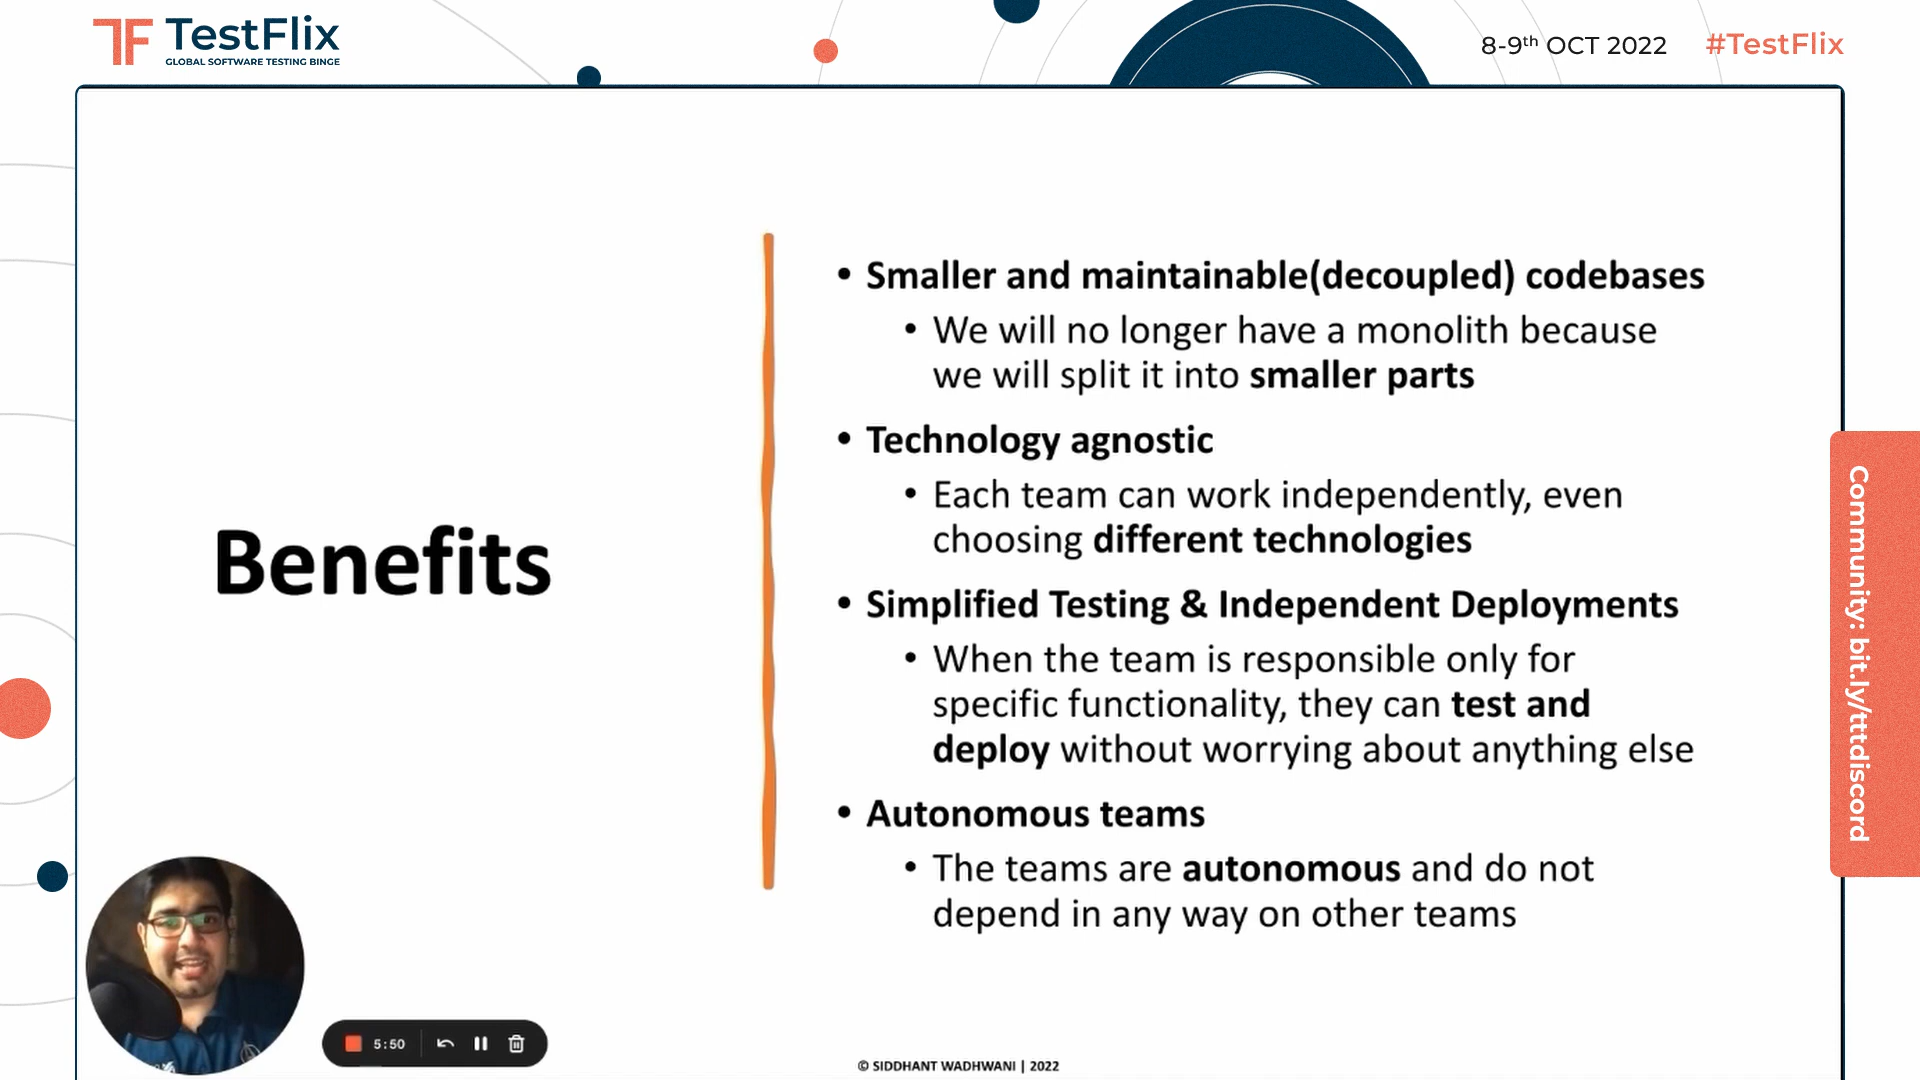 TF TestFlix
GLOBAL SOFTWARE TESTING BINGE
8-9th OCT 2022
#TestFlix
Benefits
• Smaller and maintainable(decoupled) codebases
• We will no longer have a monolith because
we will split it into smaller parts
• Technology agnostic
• Each team can work independently, even
choosing different technologies
• Simplified Testing & Independent Deployments
• When the team is responsible only for
specific functionality, they can test and
deploy without worrying about anything else
• Autonomous teams
• The teams are autonomous and do not
depend in any way on other teams
Community: bit.ly/tttdiscord
5:50
© SIDDHANT WADHWANI | 2022